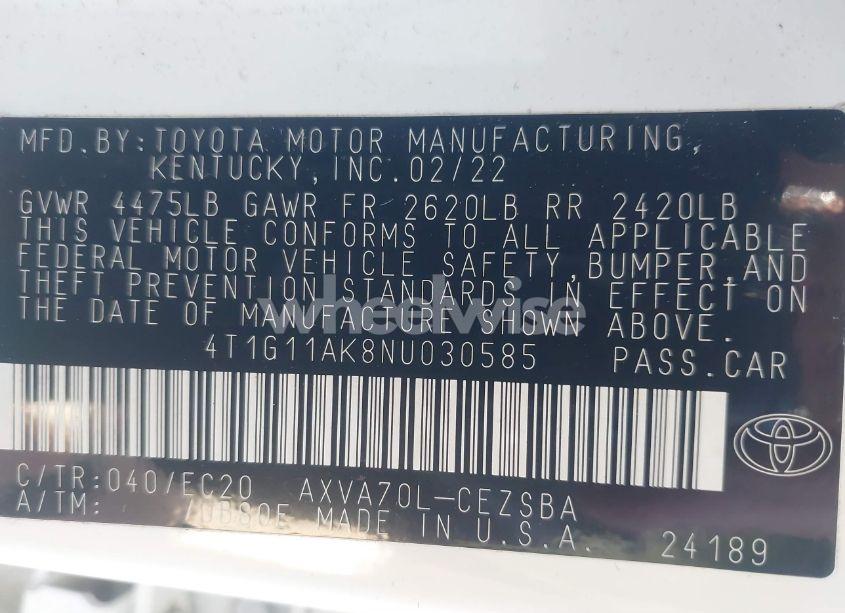 MFD.BY:TOYOTA MOTOR MANUFACTURING,
KENTUCKY,INC.02/22
GVWR 4475LB GAWR FR 2620LB RR 2420LB
THIS VEHICLE CONFORMS TO ALL APPLICABLE
FEDERAL MOTOR VEHICLE SAFETY,BUMPER,AND
THEFT PREVENTION STANDARDS IN EFFECT ON
THE DATE OF MANUFACTURE SHOWN ABOVE.
wheelwise
4T1G11AK8NU030585 PASS.CAR
C/TR:040/EC20 AXVA70L-CEZSBA
A/TM: MADE IN U.S.A. 24189